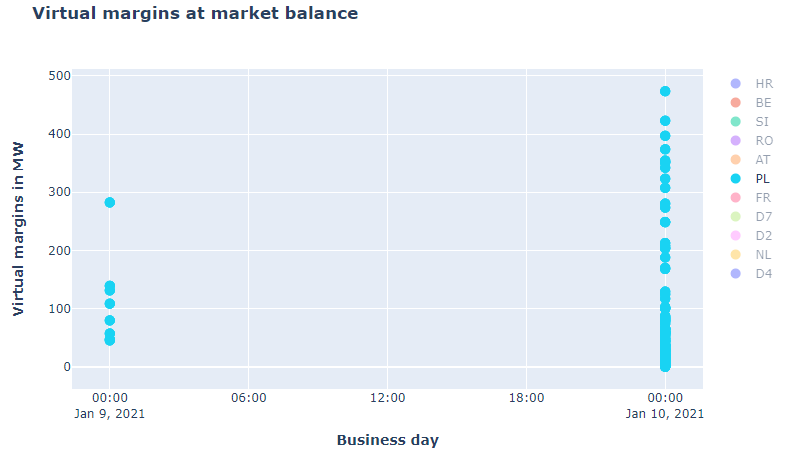 Virtual margins at market balance
500
400
300
200
100
0
Virtual margins in MW
00:00
Jan 9, 2021
06:00
12:00
18:00
00:00
Jan 10, 2021
Business day
HR
BE
SI
RO
AT
PL
FR
D7
D2
NL
D4